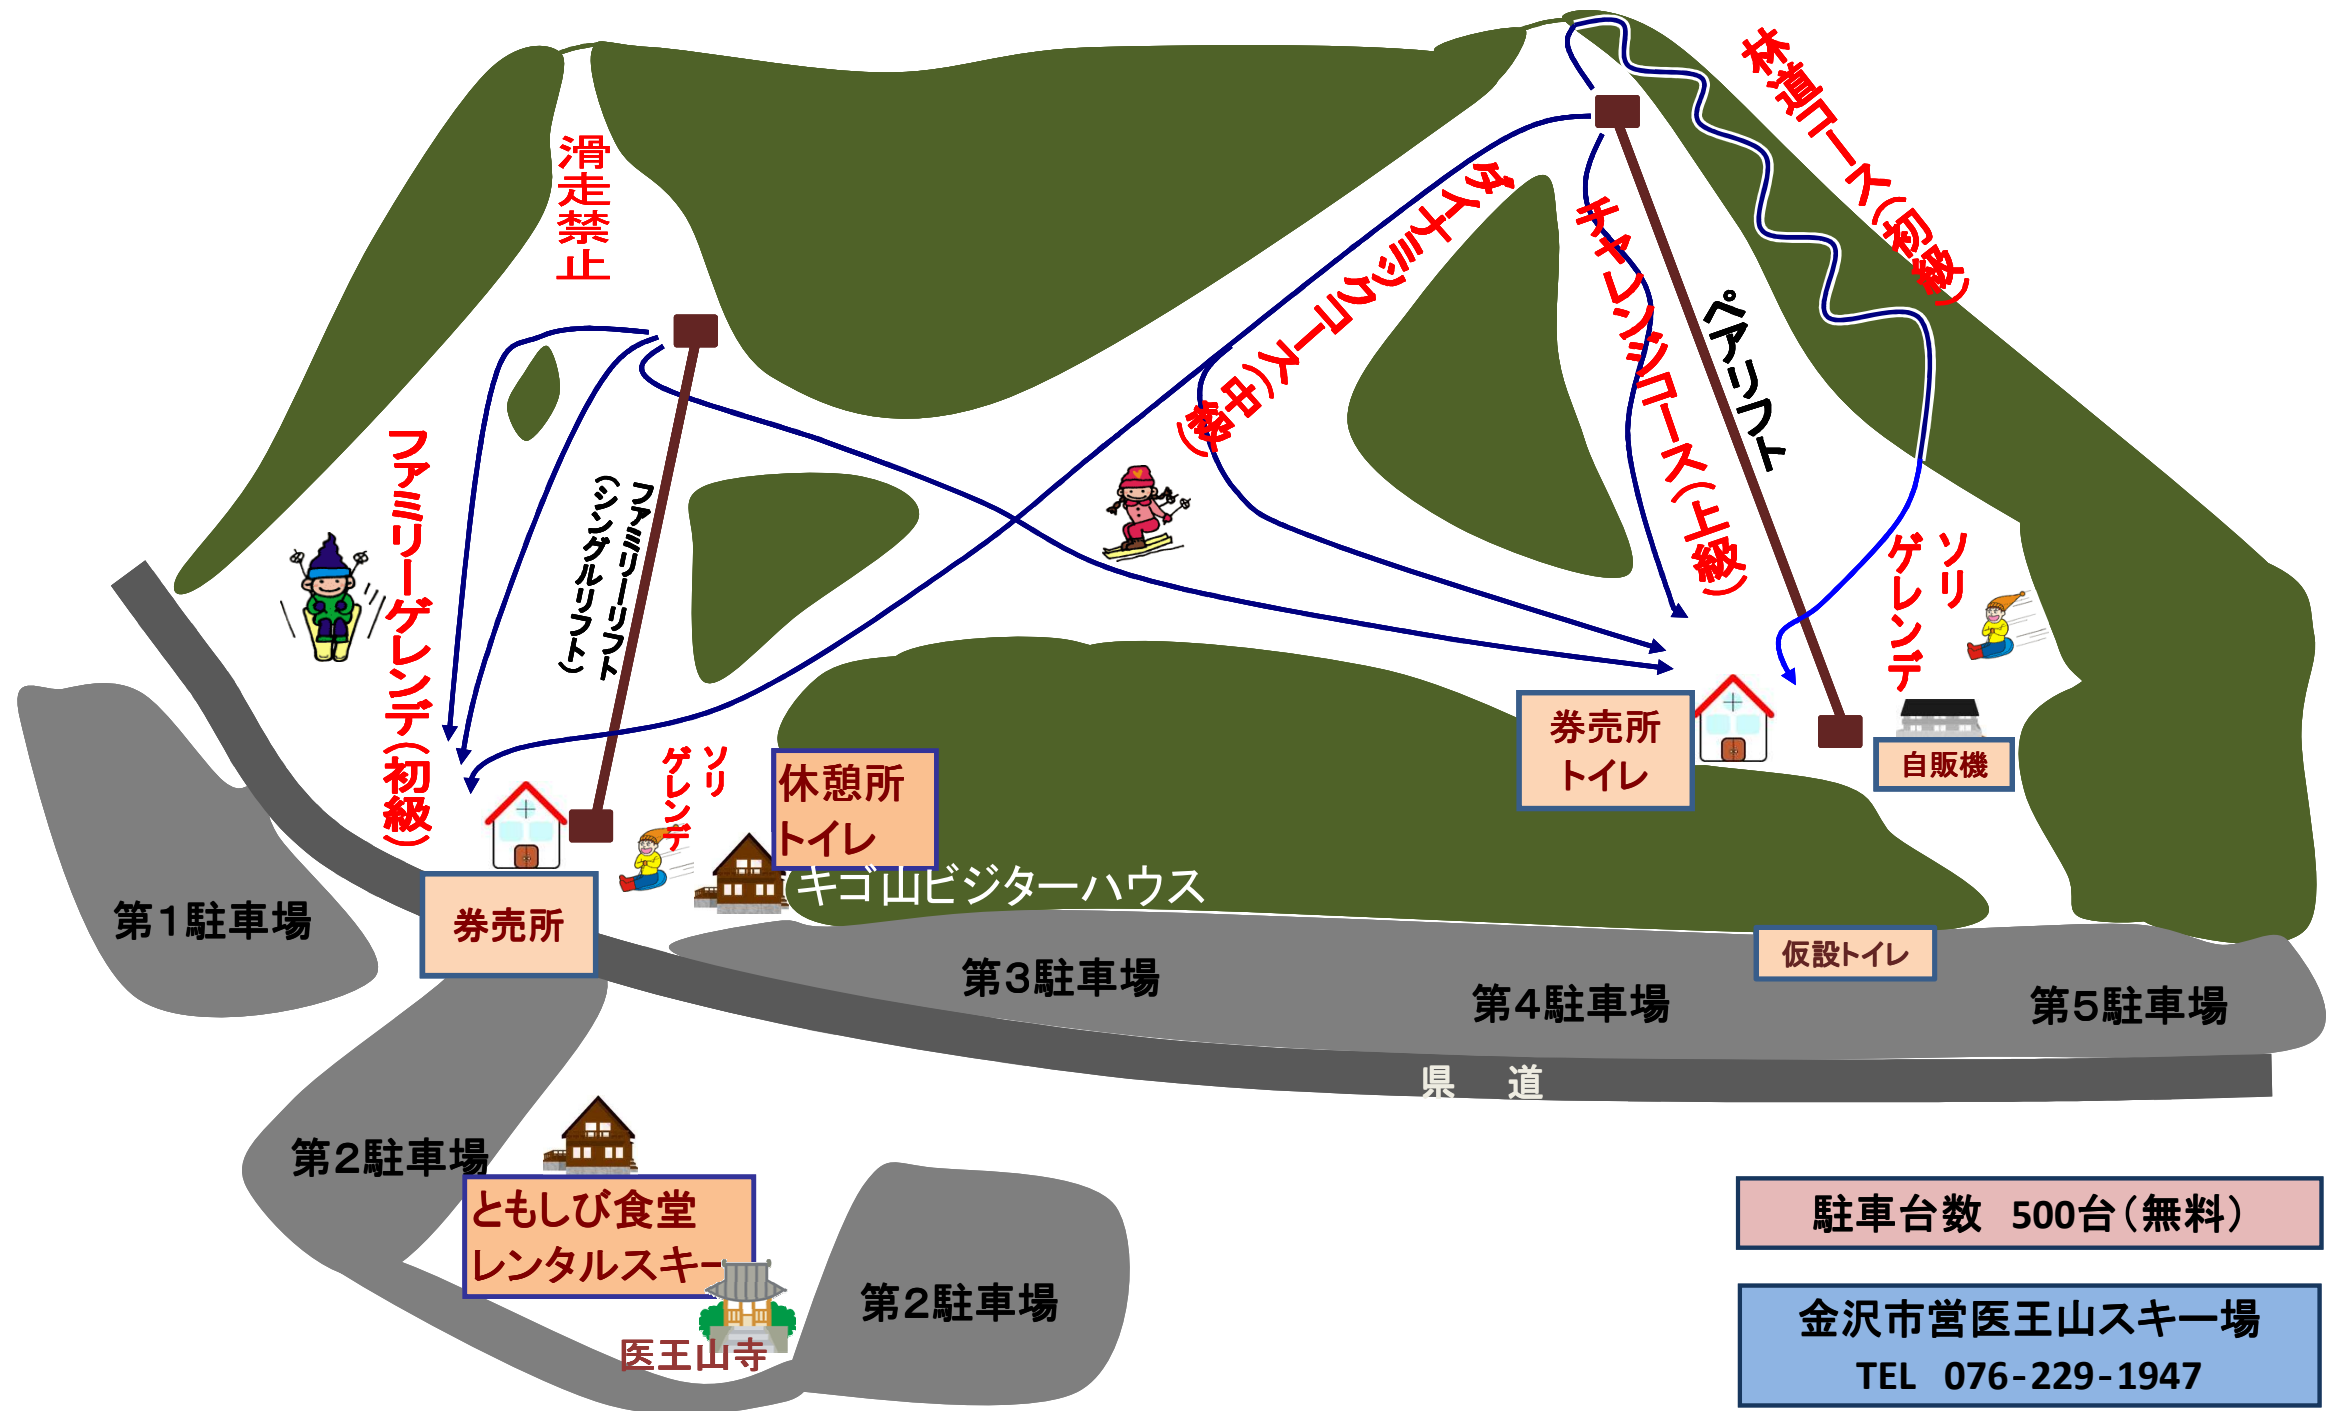 林道コース(初級)
滑走禁止
ダイナミックコース(中級)
チャレンジコース(上級)
ペアリフト
ファミリーゲレンデ(初級)
ファミリーリフト
(シングルリフト)
ソリ
ゲレンデ
券売所
トイレ
自販機
ソリ
ゲレンデ
休憩所
トイレ
キゴ山ビジターハウス
券売所
第1駐車場
第3駐車場
仮設トイレ
第4駐車場
第5駐車場
県 道
第2駐車場
ともしび食堂
レンタルスキー
医王山寺
第2駐車場
駐車台数 500台(無料)
金沢市営医王山スキー場
TEL 076-229-1947